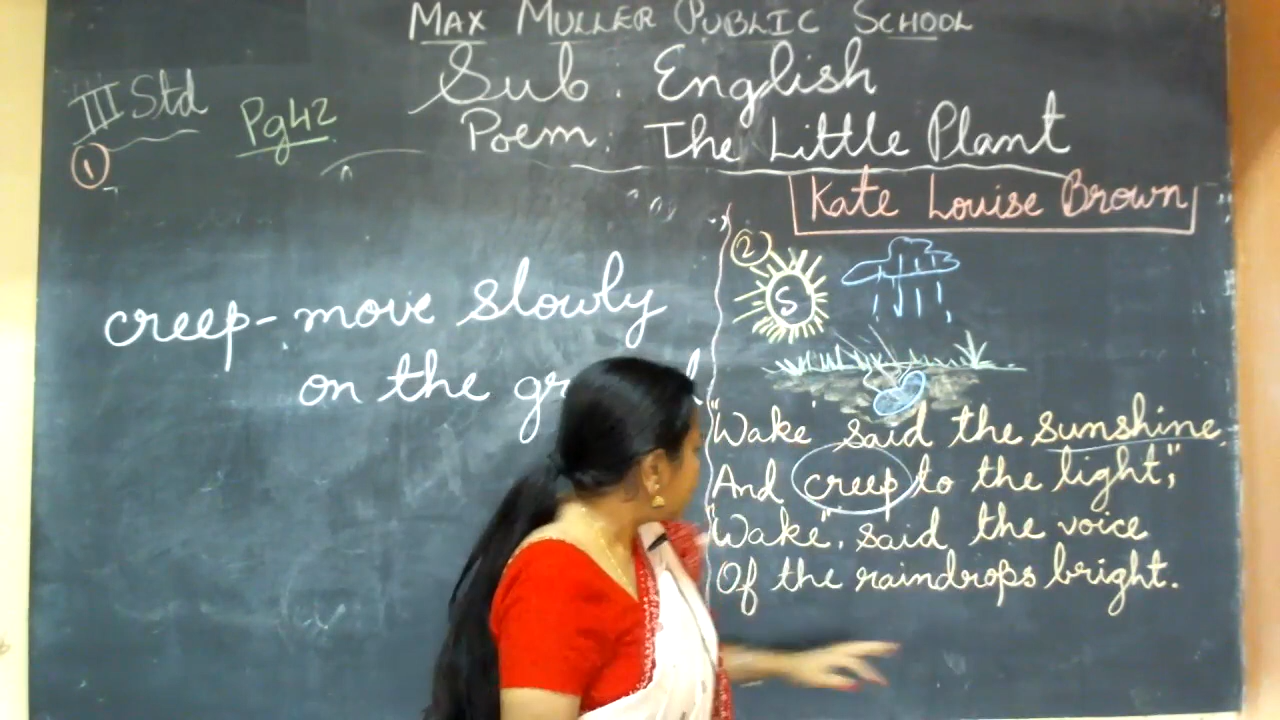 MAX MULLER PUBLIC SCHOOL
Sub. English
III Std
Pg 42
Poem. The Little Plant
1
Kate Louise Brown
creep - move slowly
on the
2
S
"Wake" said the sunshine,
And creep to the light,"
"Wake", said the voice
Of the raindrops bright.